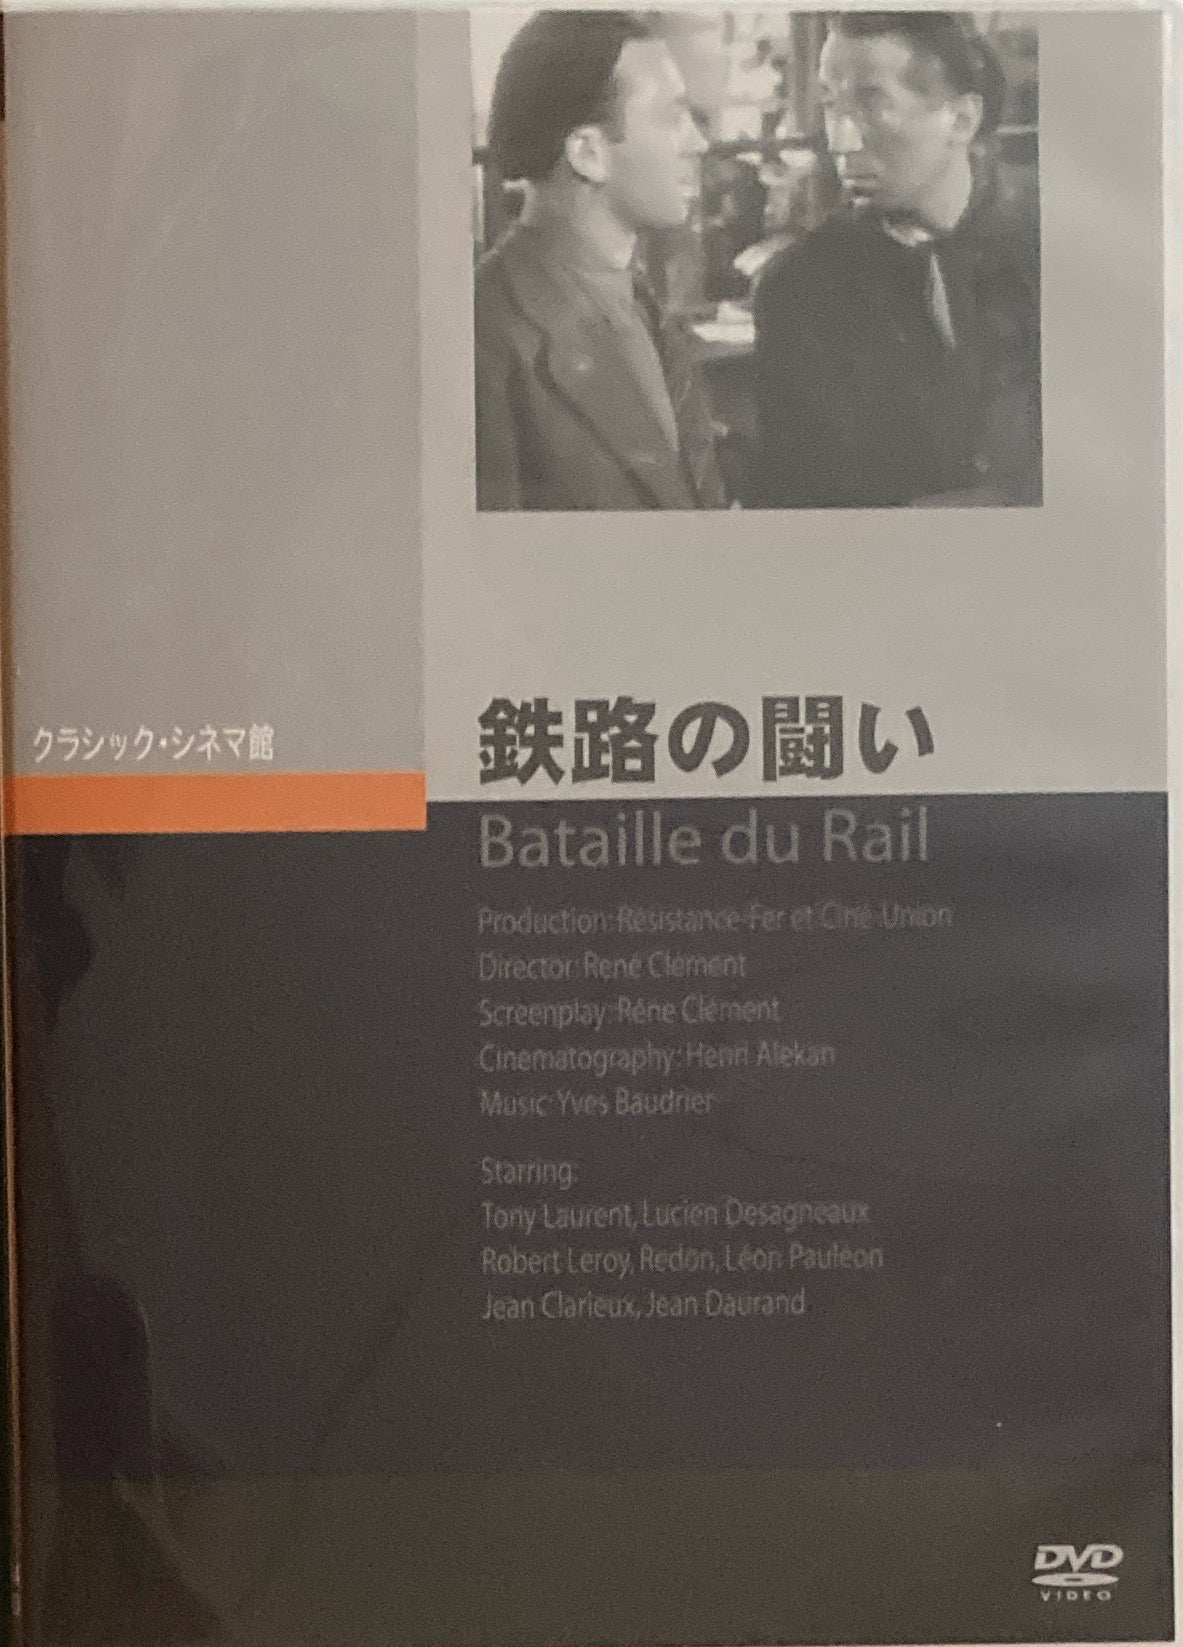 クラシック・シネマ館
鉄路の闘い
Bataille du Rail
Production: Résistance-Fer et Ciné-Union
Director: René Clément
Screenplay: Réne Clément
Cinematography: Henri Alekan
Music: Yves Baudrier
Starring:
Tony Laurent, Lucien Desagneaux
Robert Leroy, Redon, Léon Pauléon
Jean Clarieux, Jean Daurand
DVD
VIDEO